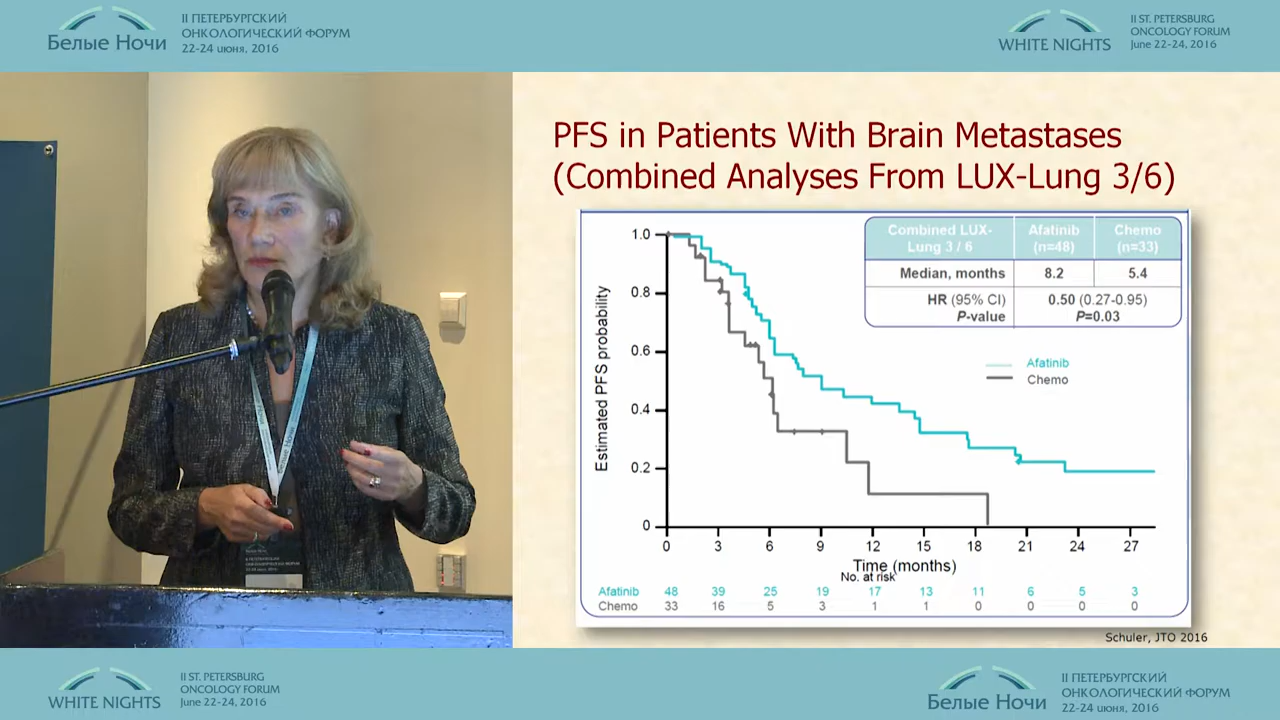 Белые Ночи
II ПЕТЕРБУРГСКИЙ
ОНКОЛОГИЧЕСКИЙ ФОРУМ
22-24 июня, 2016
WHITE NIGHTS
II ST. PETERSBURG
ONCOLOGY FORUM
June 22-24, 2016
PFS in Patients With Brain Metastases
(Combined Analyses From LUX-Lung 3/6)
Combined LUX-
Lung 3 / 6
Afatinib
(n=48)
Chemo
(n=33)
Median, months 8.2 5.4
HR (95% CI) 0.50 (0.27-0.95)
P-value P=0.03
Afatinib
Chemo
Estimated PFS probability
1.0
0.8
0.6
0.4
0.2
0
0 3 6 9 12 15 18 21 24 27
Time (months)
No. at risk
Afatinib 48 39 25 19 17 13 11 6 5 3
Chemo 33 16 5 3 1 1 0 0 0 0
Schuler, JTO 2016
Белые Ночи
WHITE NIGHTS
II ST. PETERSBURG
ONCOLOGY FORUM
June 22-24, 2016
Белые Ночи
II ПЕТЕРБУРГСКИЙ
ОНКОЛОГИЧЕСКИЙ ФОРУМ
22-24 июня, 2016